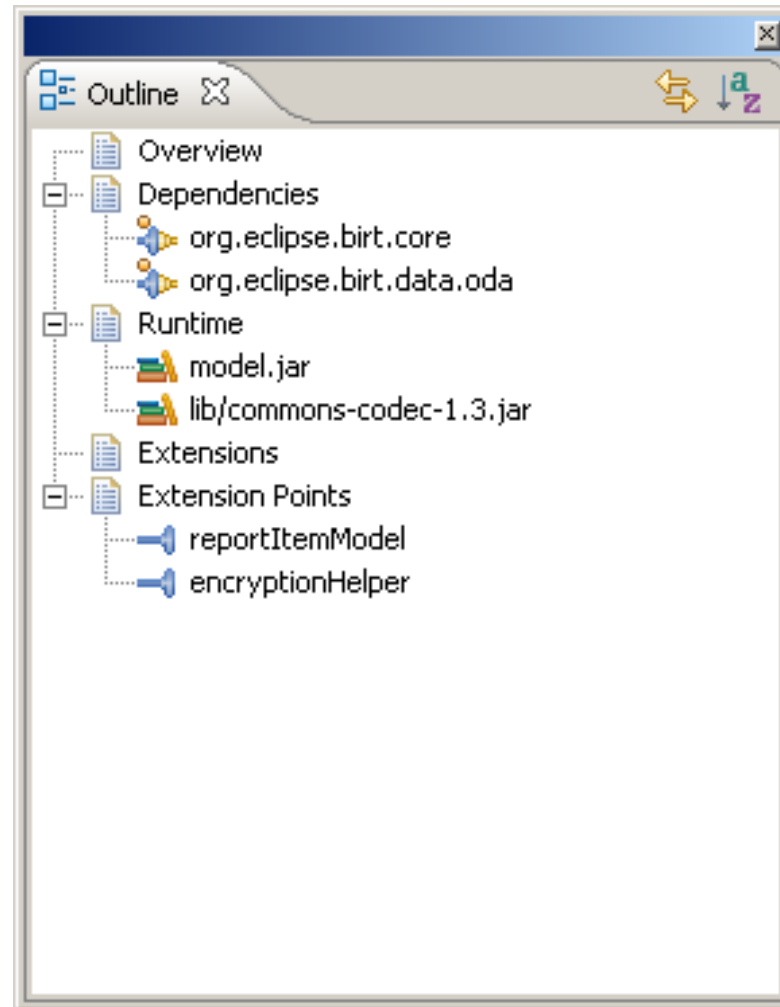 Outline
Overview
Dependencies
org.eclipse.birt.core
org.eclipse.birt.data.oda
Runtime
model.jar
lib/commons-codec-1.3.jar
Extensions
Extension Points
reportItemModel
encryptionHelper